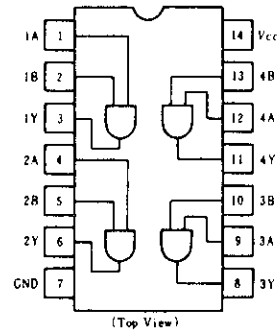 1A 1 14 Vcc
1B 2 13 4B
1Y 3 12 4A
2A 4 11 4Y
2B 5 10 3B
2Y 6 9 3A
GND 7 8 3Y
(Top View)